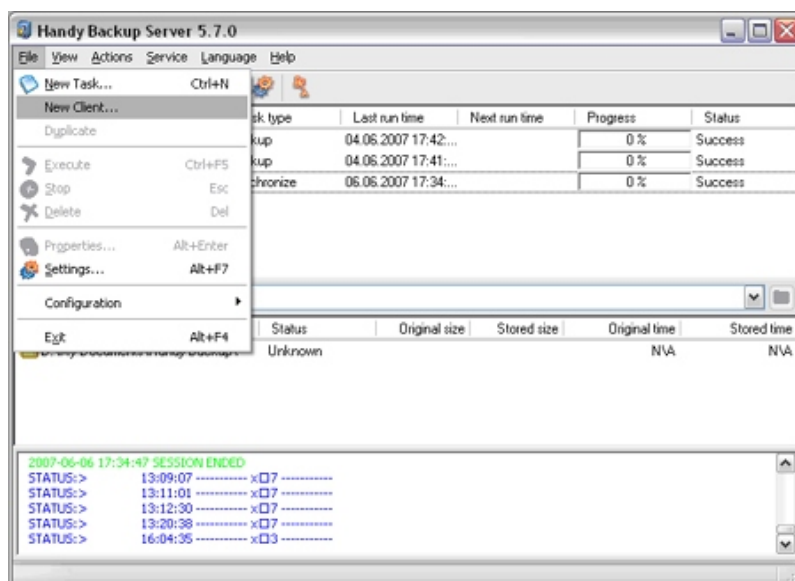 Handy Backup Server 5.7.0
File View Actions Service Language Help
New Task... Ctrl+N
New Client...
Duplicate
Execute Ctrl+F5
Stop Esc
Delete Del
Properties... Alt+Enter
Settings... Alt+F7
Configuration
Exit Alt+F4
sk type Last run time Next run time Progress Status
kup 04.06.2007 17:42:... 0 % Success
kup 04.06.2007 17:41:... 0 % Success
chronize 06.06.2007 17:34:... 0 % Success
Status Original size Stored size Original time Stored time
Unknown N\A N\A
2007-06-06 17:34:47 SESSION ENDED
STATUS:> 13:09:07 ----------- x□7 -----------
STATUS:> 13:11:01 ----------- x□7 -----------
STATUS:> 13:12:30 ----------- x□7 -----------
STATUS:> 13:20:38 ----------- x□7 -----------
STATUS:> 16:04:35 ----------- x□3 -----------